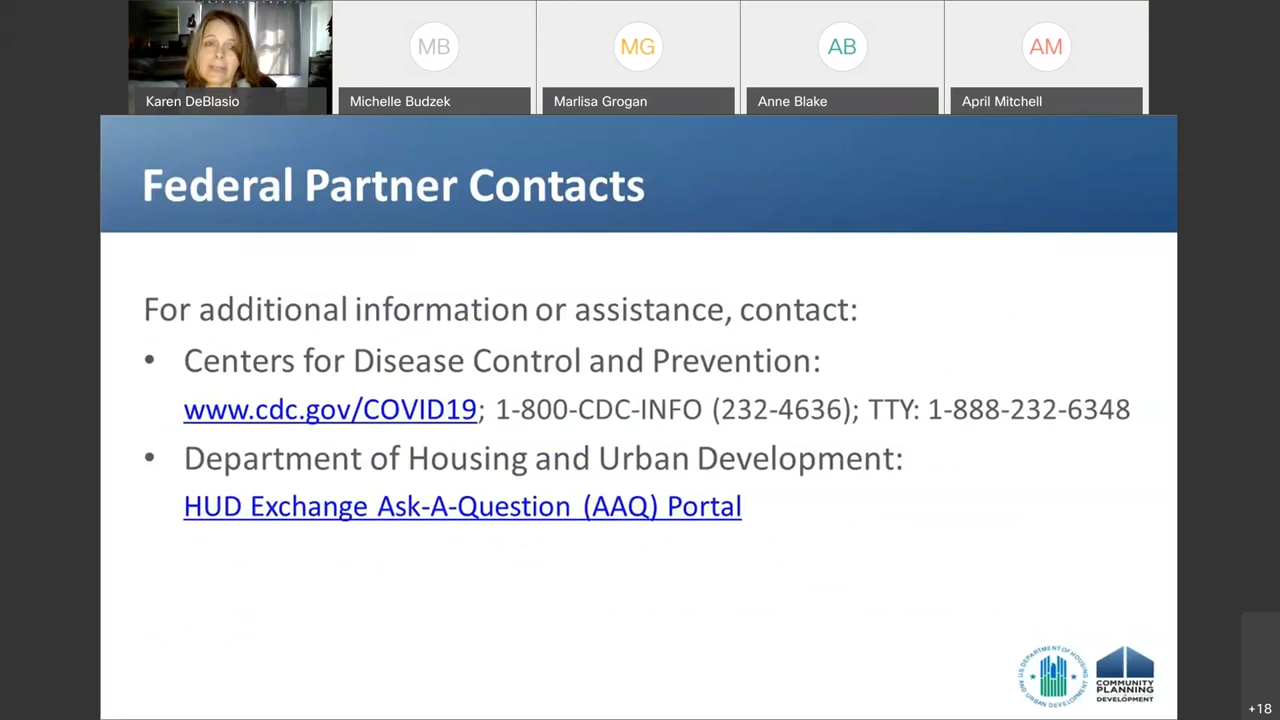 MB
MG
AB
AM
Karen DeBlasio
Michelle Budzek
Marlisa Grogan
Anne Blake
April Mitchell
Federal Partner Contacts
For additional information or assistance, contact:
• Centers for Disease Control and Prevention:
www.cdc.gov/COVID19; 1-800-CDC-INFO (232-4636); TTY: 1-888-232-6348
• Department of Housing and Urban Development:
HUD Exchange Ask-A-Question (AAQ) Portal
U.S. DEPARTMENT OF HOUSING
AND URBAN DEVELOPMENT
COMMUNITY
PLANNING
DEVELOPMENT
+18